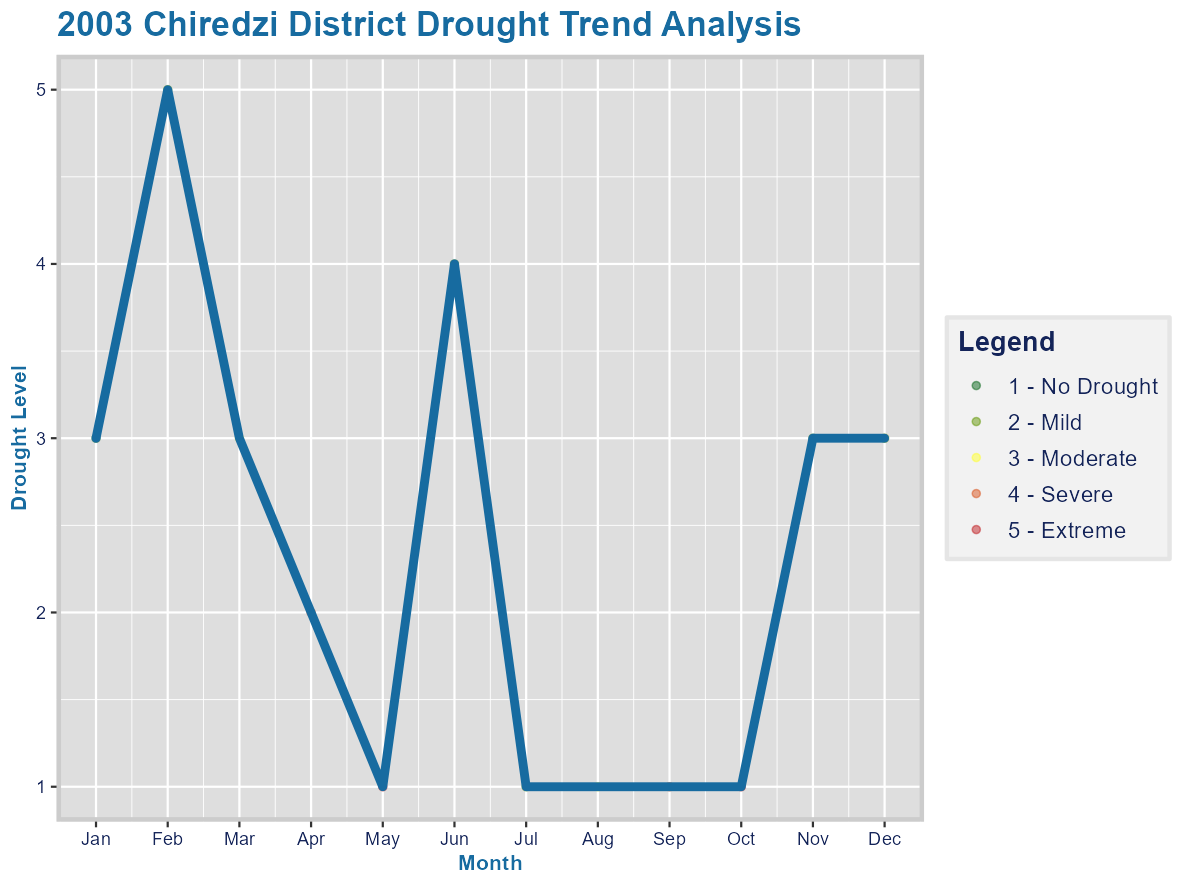 2003 Chiredzi District Drought Trend Analysis
5
4
3
2
1
Drought Level
Jan Feb Mar Apr May Jun Jul Aug Sep Oct Nov Dec
Month
Legend
1 - No Drought
2 - Mild
3 - Moderate
4 - Severe
5 - Extreme